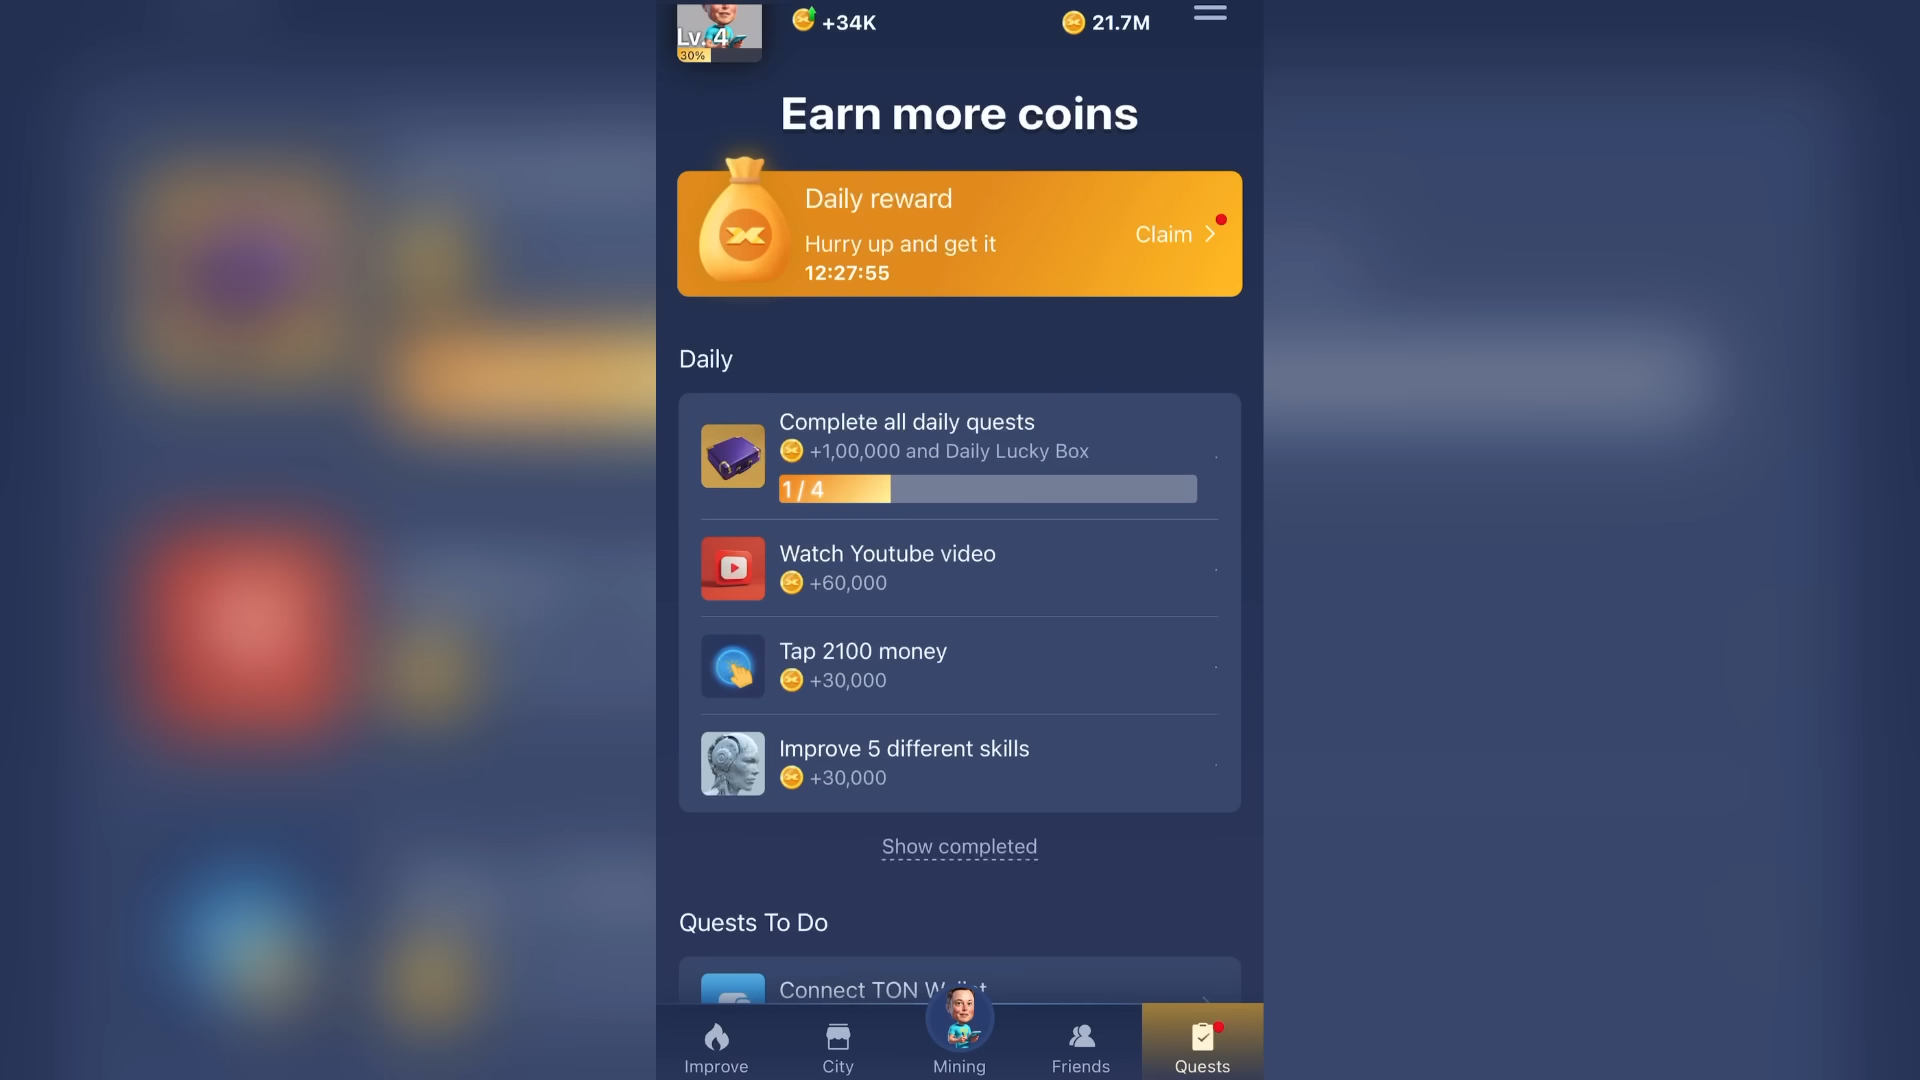 Lv. 4
30%
+34K
21.7M
Earn more coins
Daily reward
Hurry up and get it
12:27:55
Claim
Daily
Complete all daily quests
+1,00,000 and Daily Lucky Box
1 / 4
Watch Youtube video
+60,000
Tap 2100 money
+30,000
Improve 5 different skills
+30,000
Show completed
Quests To Do
Connect TON
Improve
City
Mining
Friends
Quests